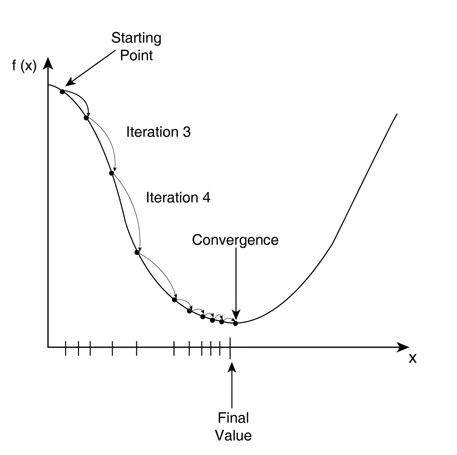 Starting
Point
f (x)
Iteration 3
Iteration 4
Convergence
x
Final
Value